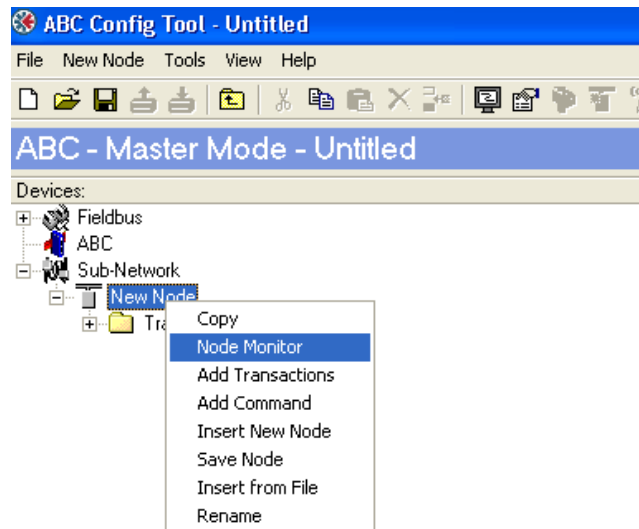 ABC Config Tool - Untitled
File New Node Tools View Help
ABC - Master Mode - Untitled
Devices:
Fieldbus
ABC
Sub-Network
New Node
Copy
Node Monitor
Add Transactions
Add Command
Insert New Node
Save Node
Insert from File
Rename